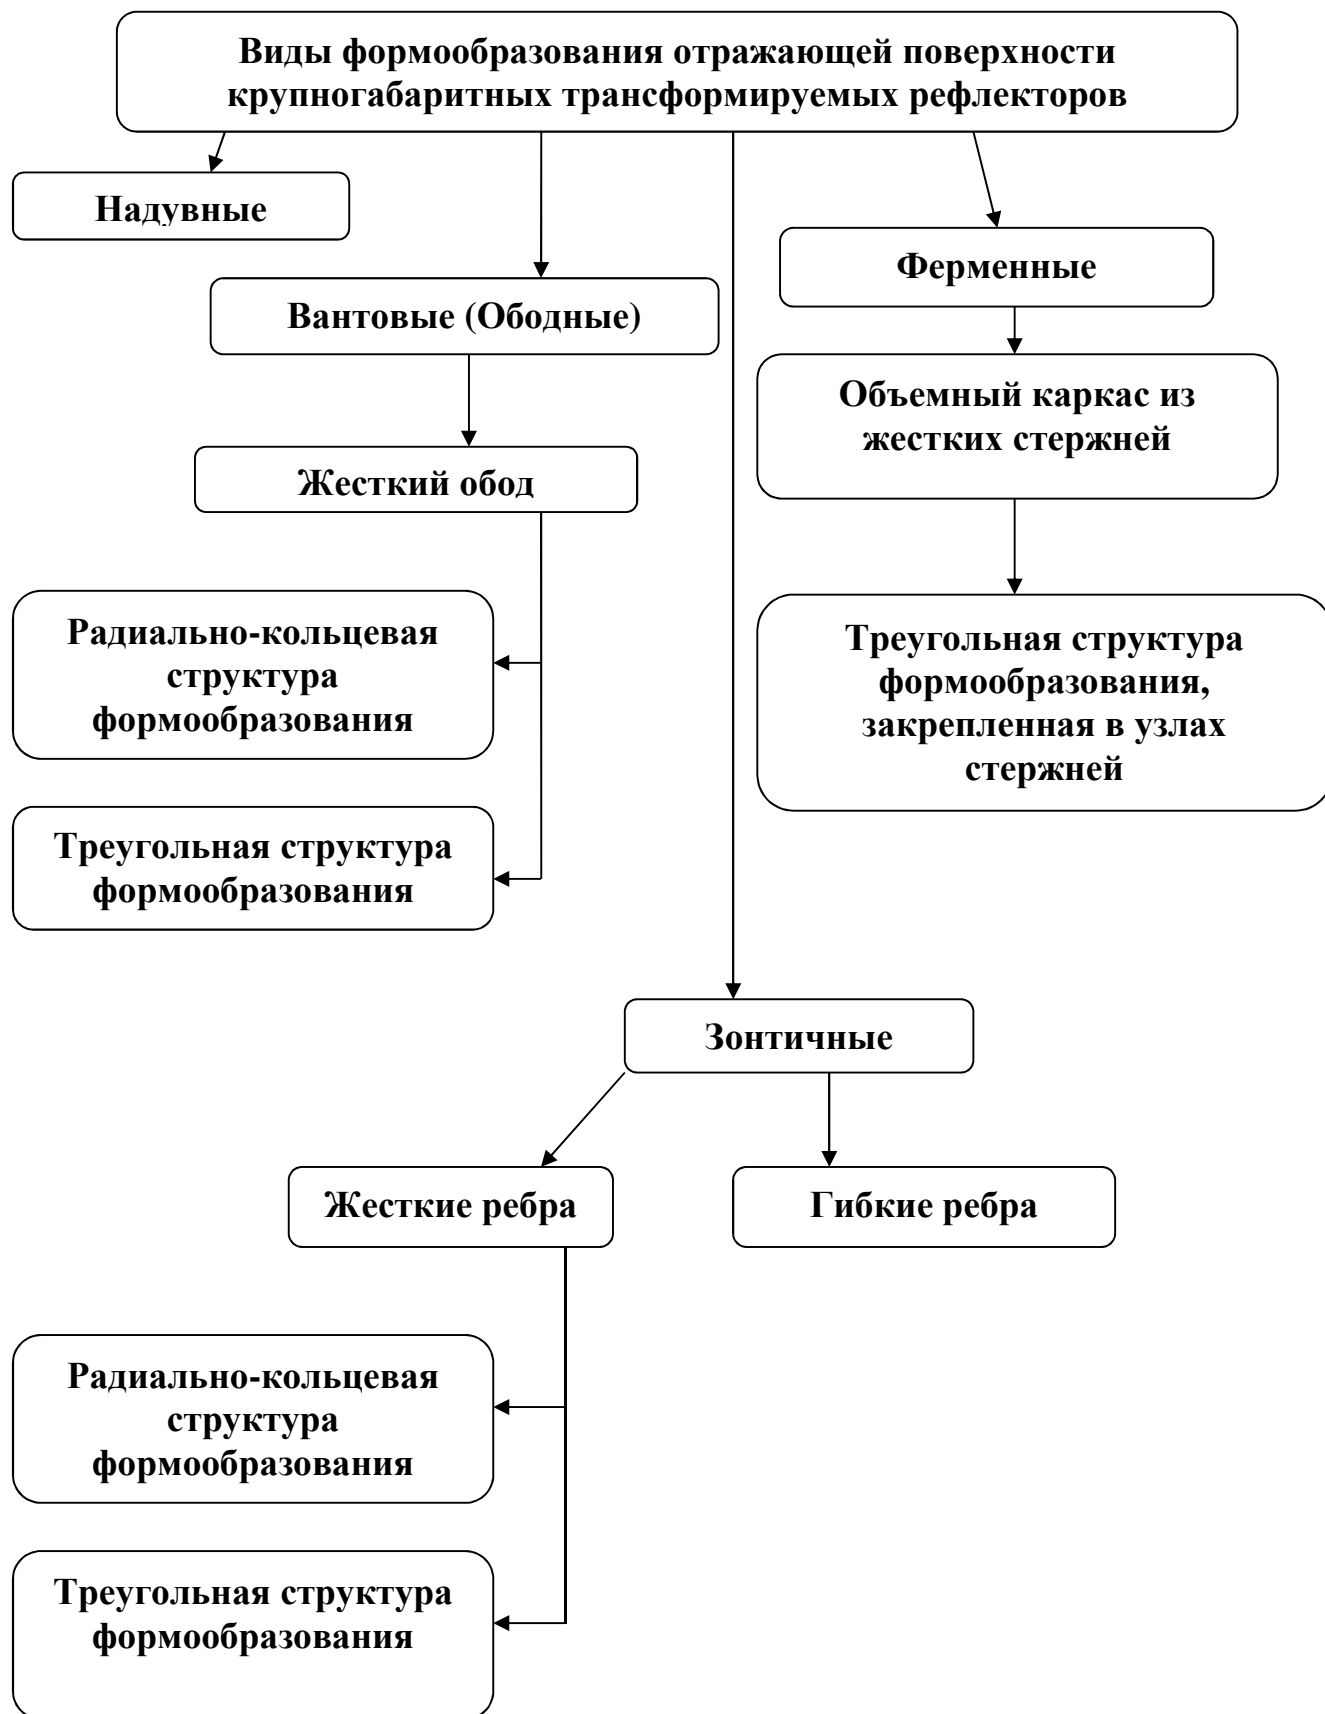 Виды формообразования отражающей поверхности
крупногабаритных трансформируемых рефлекторов
Надувные
Ферменные
Вантовые (Ободные)
Объемный каркас из
жестких стержней
Жесткий обод
Радиально-кольцевая
структура
формообразования
Треугольная структура
формообразования,
закрепленная в узлах
стержней
Треугольная структура
формообразования
Зонтичные
Жесткие ребра
Гибкие ребра
Радиально-кольцевая
структура
формообразования
Треугольная структура
формообразования